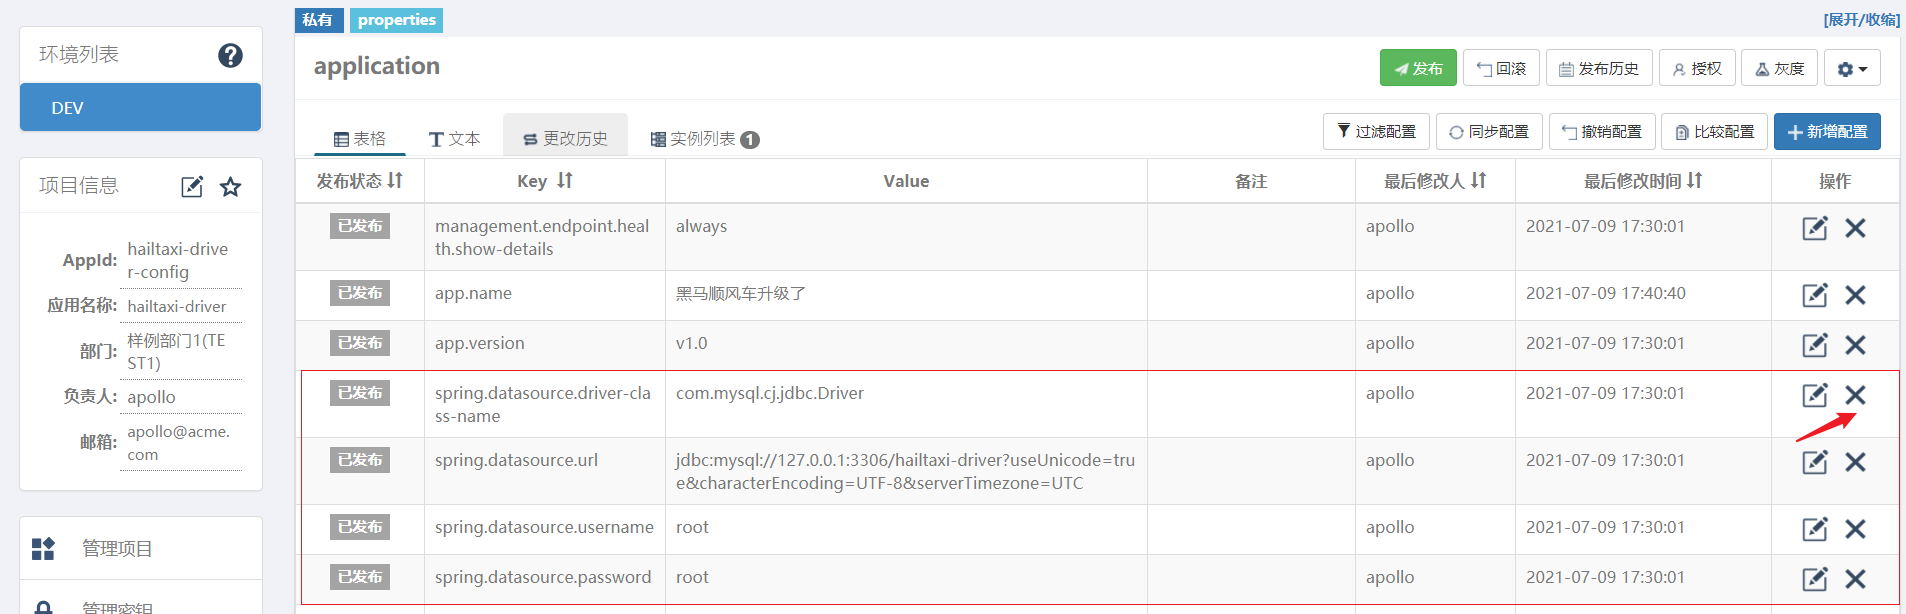 私有 properties [展开/收缩]
环境列表
DEV
项目信息
AppId: hailtaxi-drive
r-config
应用名称: hailtaxi-driver
部门: 样例部门1(TE
ST1)
负责人: apollo
邮箱: apollo@acme.
com
管理项目
管理密钥
application
发布 回滚 发布历史 授权 灰度
表格 文本 更改历史 实例列表 1
过滤配置 同步配置 撤销配置 比较配置 新增配置
发布状态 Key Value 备注 最后修改人 最后修改时间 操作
已发布 management.endpoint.heal always apollo 2021-07-09 17:30:01
th.show-details
已发布 app.name 黑马顺风车升级了 apollo 2021-07-09 17:40:40
已发布 app.version v1.0 apollo 2021-07-09 17:30:01
已发布 spring.datasource.driver-cla com.mysql.cj.jdbc.Driver apollo 2021-07-09 17:30:01
ss-name
已发布 spring.datasource.url jdbc:mysql://127.0.0.1:3306/hailtaxi-driver?useUnicode=tru apollo 2021-07-09 17:30:01
e&characterEncoding=UTF-8&serverTimezone=UTC
已发布 spring.datasource.username root apollo 2021-07-09 17:30:01
已发布 spring.datasource.password root apollo 2021-07-09 17:30:01